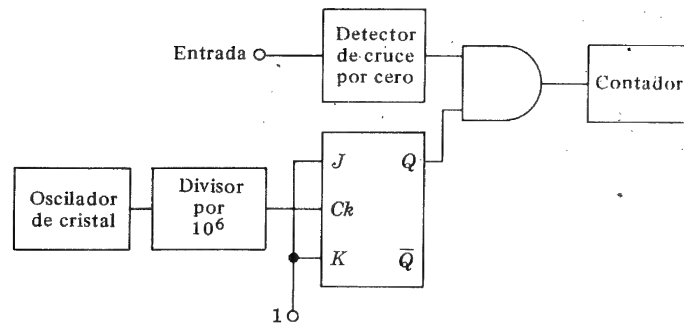 Detector
de cruce
por cero
Entrada
Contador
J Q
Oscilador
de cristal
Divisor
por
10⁶
Ck
K Q̅
1